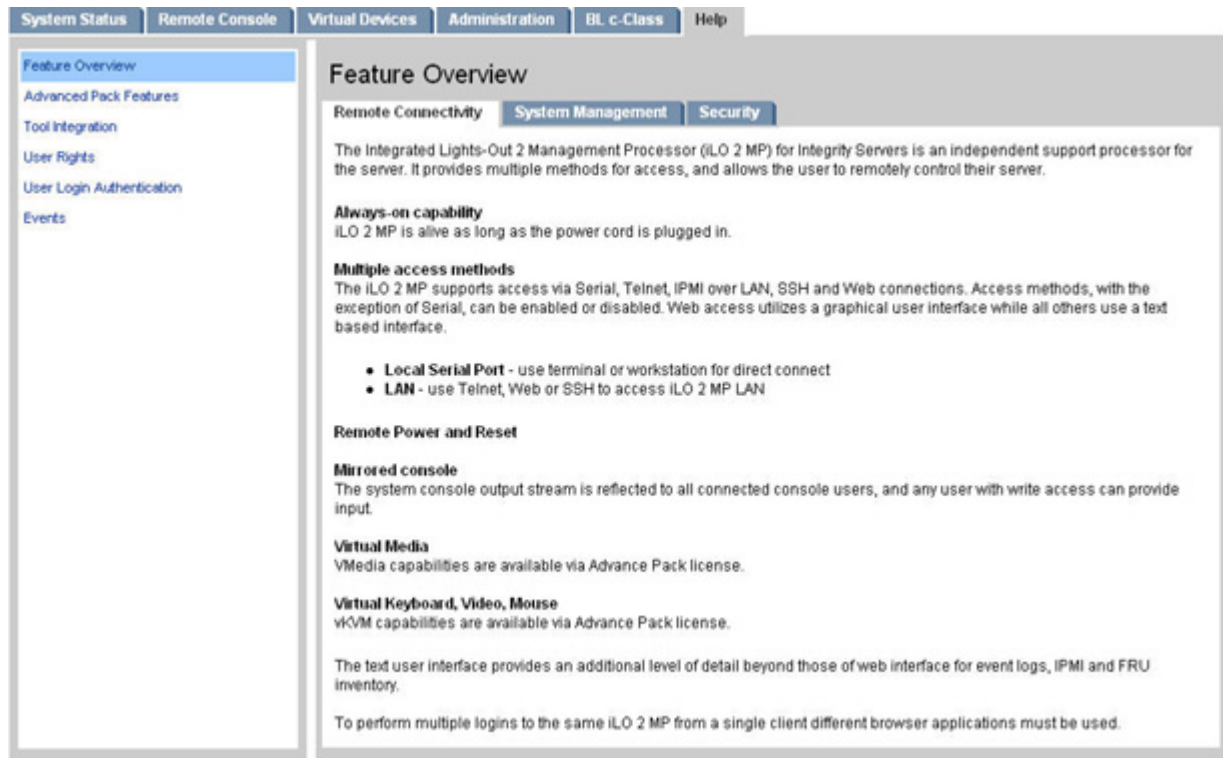 System Status Remote Console Virtual Devices Administration BL c-Class Help
Feature Overview
Advanced Pack Features
Tool Integration
User Rights
User Login Authentication
Events
Feature Overview
Remote Connectivity System Management Security
The Integrated Lights-Out 2 Management Processor (iLO 2 MP) for Integrity Servers is an independent support processor for
the server. It provides multiple methods for access, and allows the user to remotely control their server.
Always-on capability
iLO 2 MP is alive as long as the power cord is plugged in.
Multiple access methods
The iLO 2 MP supports access via Serial, Telnet, IPMI over LAN, SSH and Web connections. Access methods, with the
exception of Serial, can be enabled or disabled. Web access utilizes a graphical user interface while all others use a text
based interface.
• Local Serial Port - use terminal or workstation for direct connect
• LAN - use Telnet, Web or SSH to access iLO 2 MP LAN
Remote Power and Reset
Mirrored console
The system console output stream is reflected to all connected console users, and any user with write access can provide
input.
Virtual Media
VMedia capabilities are available via Advance Pack license.
Virtual Keyboard, Video, Mouse
vKVM capabilities are available via Advance Pack license.
The text user interface provides an additional level of detail beyond those of web interface for event logs, IPMI and FRU
inventory.
To perform multiple logins to the same iLO 2 MP from a single client different browser applications must be used.